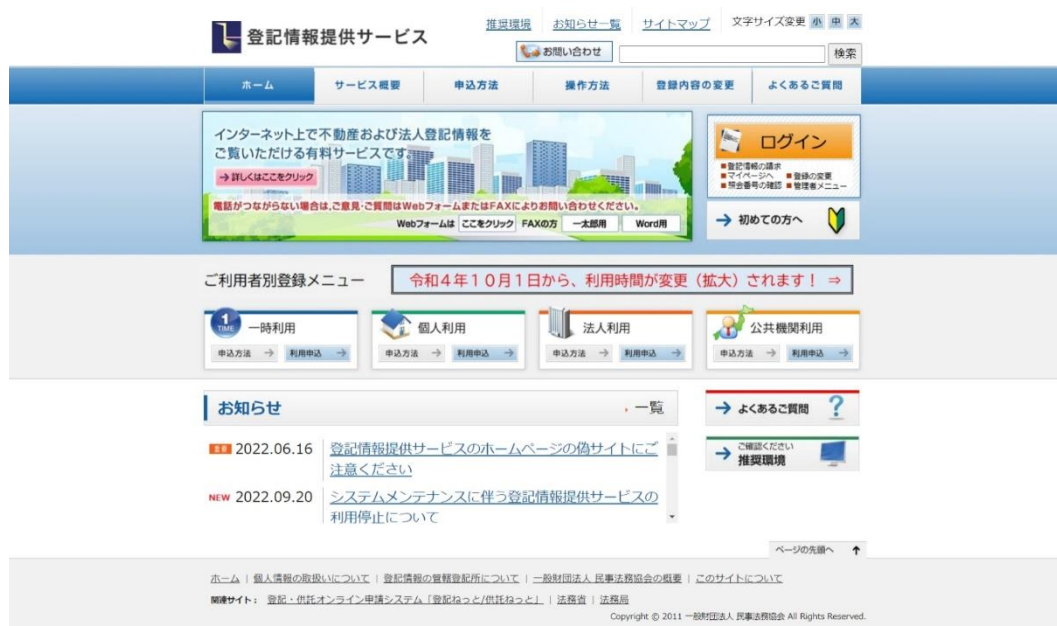 登記情報提供サービス
推奨環境 お知らせ一覧 サイトマップ 文字サイズ変更 小 中 大
お問い合わせ 検索
ホーム サービス概要 申込方法 操作方法 登録内容の変更 よくあるご質問
インターネット上で不動産および法人登記情報を
ご覧いただける有料サービスです。
→詳しくはここをクリック
電話がつながらない場合は、ご意見・ご質問はWebフォームまたはFAXによりお問い合わせください。
Webフォームは ここをクリック FAXの方 一太郎用 Word用
ログイン
■登記情報の請求
■マイページへ ■登録の変更
■照会番号の確認 ■管理者メニュー
→ 初めての方へ
ご利用者別登録メニュー 令和4年10月1日から、利用時間が変更（拡大）されます！ ⇒
1 TIME 一時利用 個人利用 法人利用 公共機関利用
申込方法 → 利用申込 → 申込方法 → 利用申込 → 申込方法 → 利用申込 → 申込方法 → 利用申込 →
お知らせ 一覧
重要 2022.06.16 登記情報提供サービスのホームページの偽サイトにご
注意ください
NEW 2022.09.20 システムメンテナンスに伴う登記情報提供サービスの
利用停止について
→ よくあるご質問 ?
→ ご確認ください
推奨環境
ページの先頭へ ↑
ホーム | 個人情報の取扱いについて | 登記情報の管轄登記所について | 一般財団法人 民事法務協会の概要 | このサイトについて
関連サイト： 登記・供託オンライン申請システム「登記ねっと/供託ねっと」 | 法務省 | 法務局
Copyright © 2011 一般財団法人 民事法務協会 All Rights Reserved.